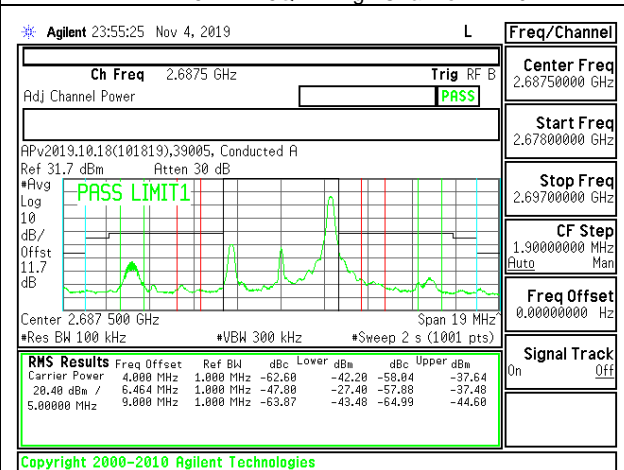 Agilent 23:55:25 Nov 4, 2019 L
Freq/Channel
Ch Freq 2.6875 GHz Trig RF B
Adj Channel Power PASS
APv2019.10.18(101819),39005, Conducted A
Ref 31.7 dBm Atten 30 dB
#Avg
Log
10
dB/
Offst
11.7
dB
PASS LIMIT1
Center 2.687 500 GHz Span 19 MHz^
#Res BW 100 kHz #VBW 300 kHz #Sweep 2 s (1001 pts)
RMS Results Freq Offset Ref BW dBc Lower dBm dBc Upper dBm
Carrier Power 4.000 MHz 1.000 MHz -62.60 -42.20 -58.04 -37.64
20.40 dBm / 6.464 MHz 1.000 MHz -47.80 -27.40 -57.88 -37.48
5.00000 MHz 9.000 MHz 1.000 MHz -63.87 -43.48 -64.99 -44.60
Center Freq
2.68750000 GHz
Start Freq
2.67800000 GHz
Stop Freq
2.69700000 GHz
CF Step
1.90000000 MHz
Auto Man
Freq Offset
0.00000000 Hz
Signal Track
On Off
Copyright 2000-2010 Agilent Technologies